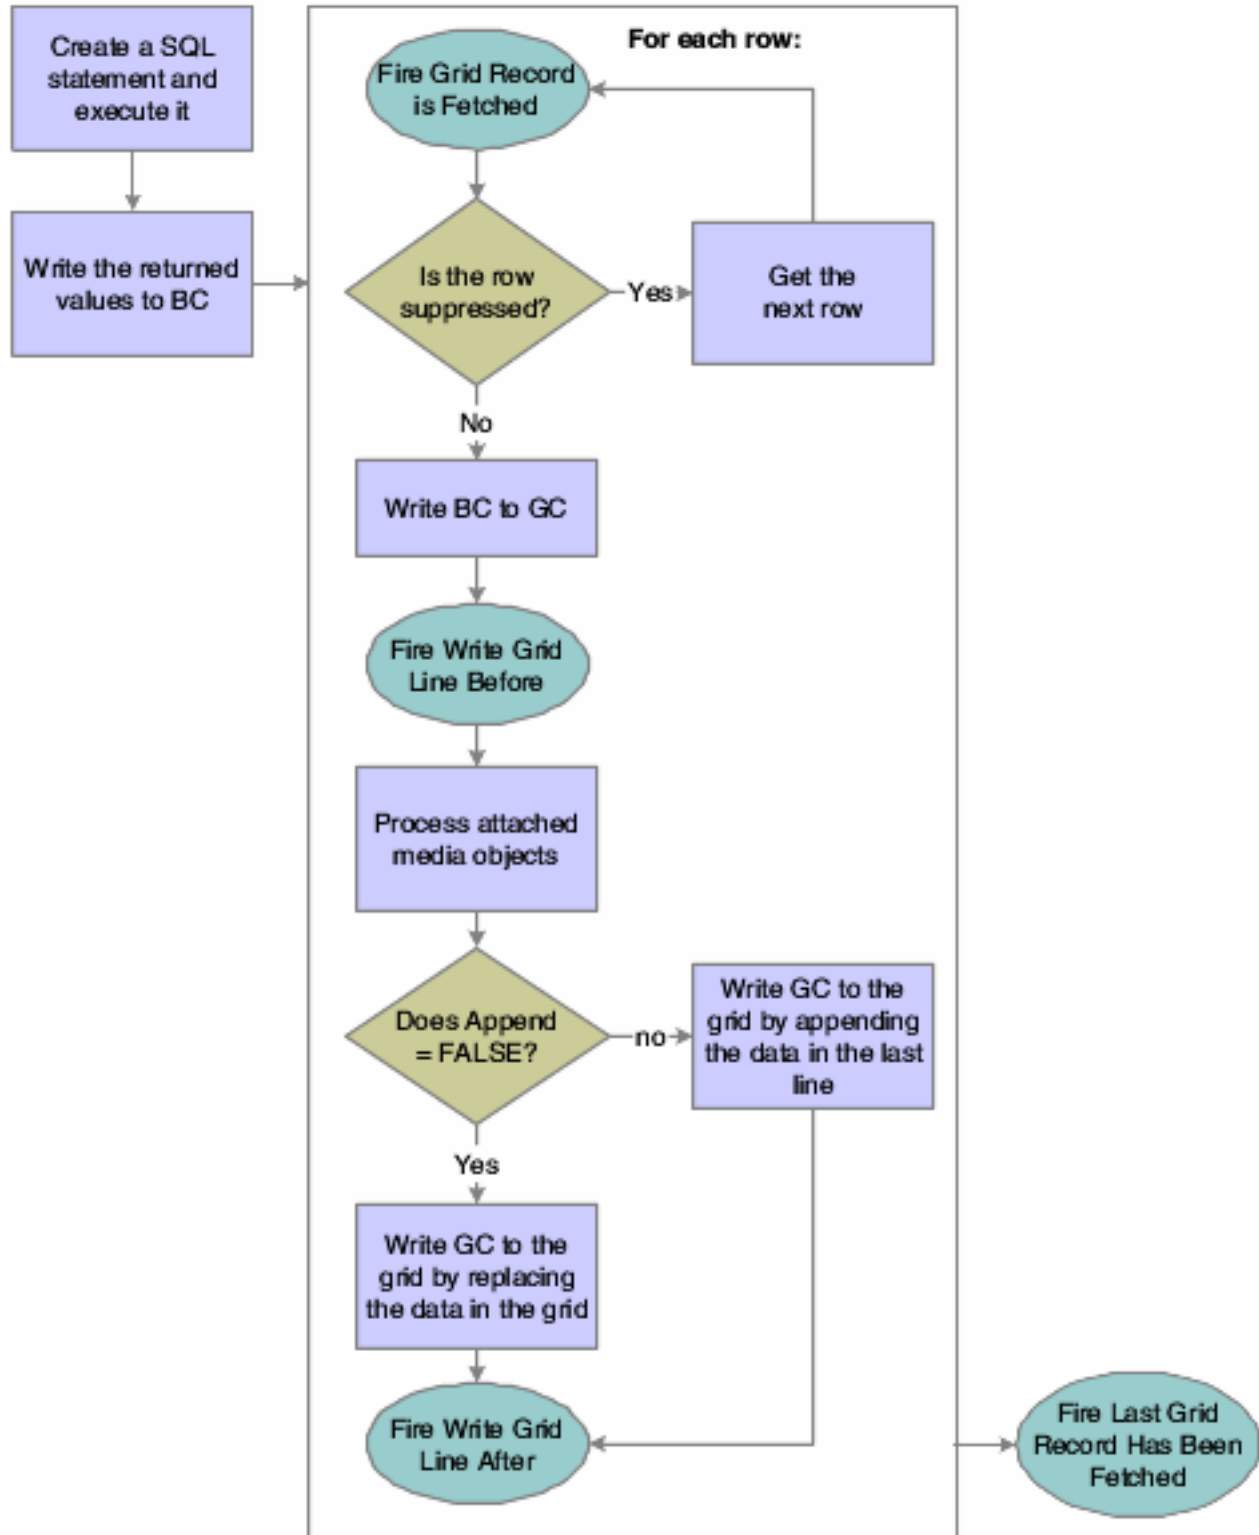 Create a SQL
statement and
execute it
Write the returned
values to BC
For each row:
Fire Grid Record
is Fetched
Is the row
suppressed?
Yes
Get the
next row
No
Write BC to GC
Fire Write Grid
Line Before
Process attached
media objects
Does Append
= FALSE?
no
Write GC to the
grid by appending
the data in the last
line
Yes
Write GC to the
grid by replacing
the data in the grid
Fire Write Grid
Line After
Fire Last Grid
Record Has Been
Fetched